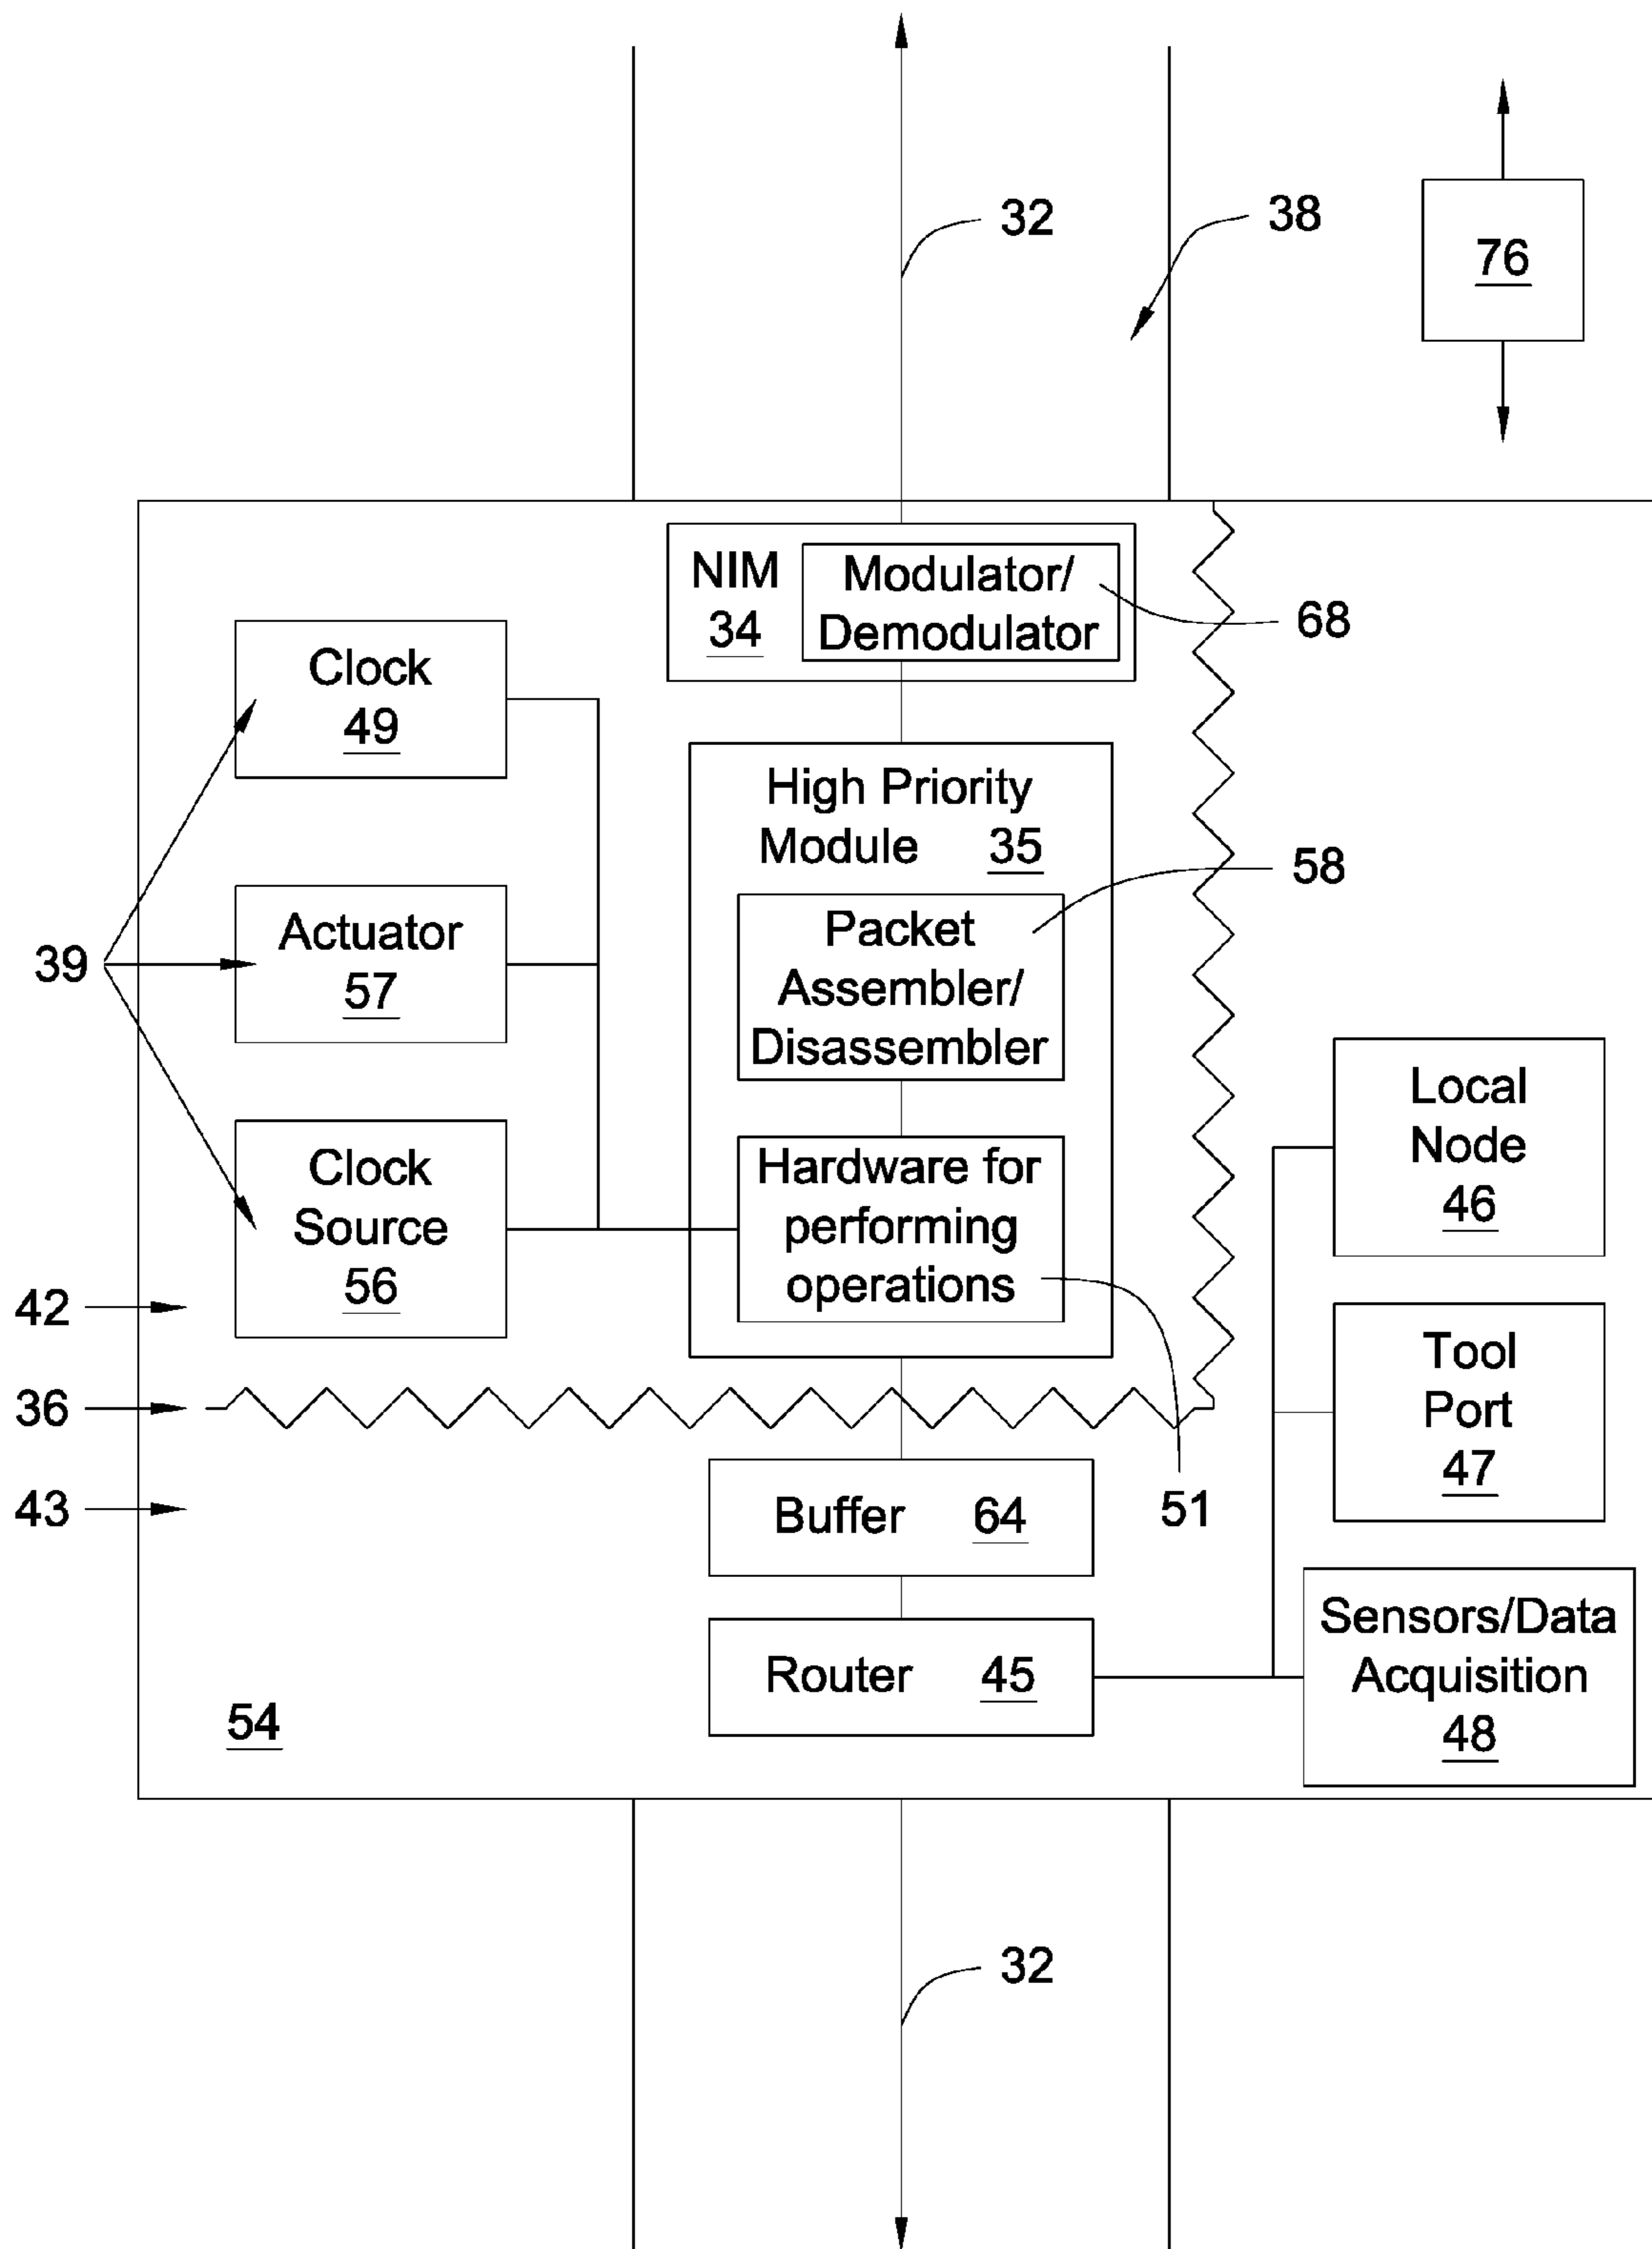 32
38
76
NIM
34
Modulator/
Demodulator
68
Clock
49
High Priority
Module 35
58
Packet
Assembler/
Disassembler
39
Actuator
57
Clock
Source
56
Hardware for
performing
operations
Local
Node
46
42
36
43
Tool
Port
47
51
Buffer 64
Router 45
Sensors/Data
Acquisition
48
54
32